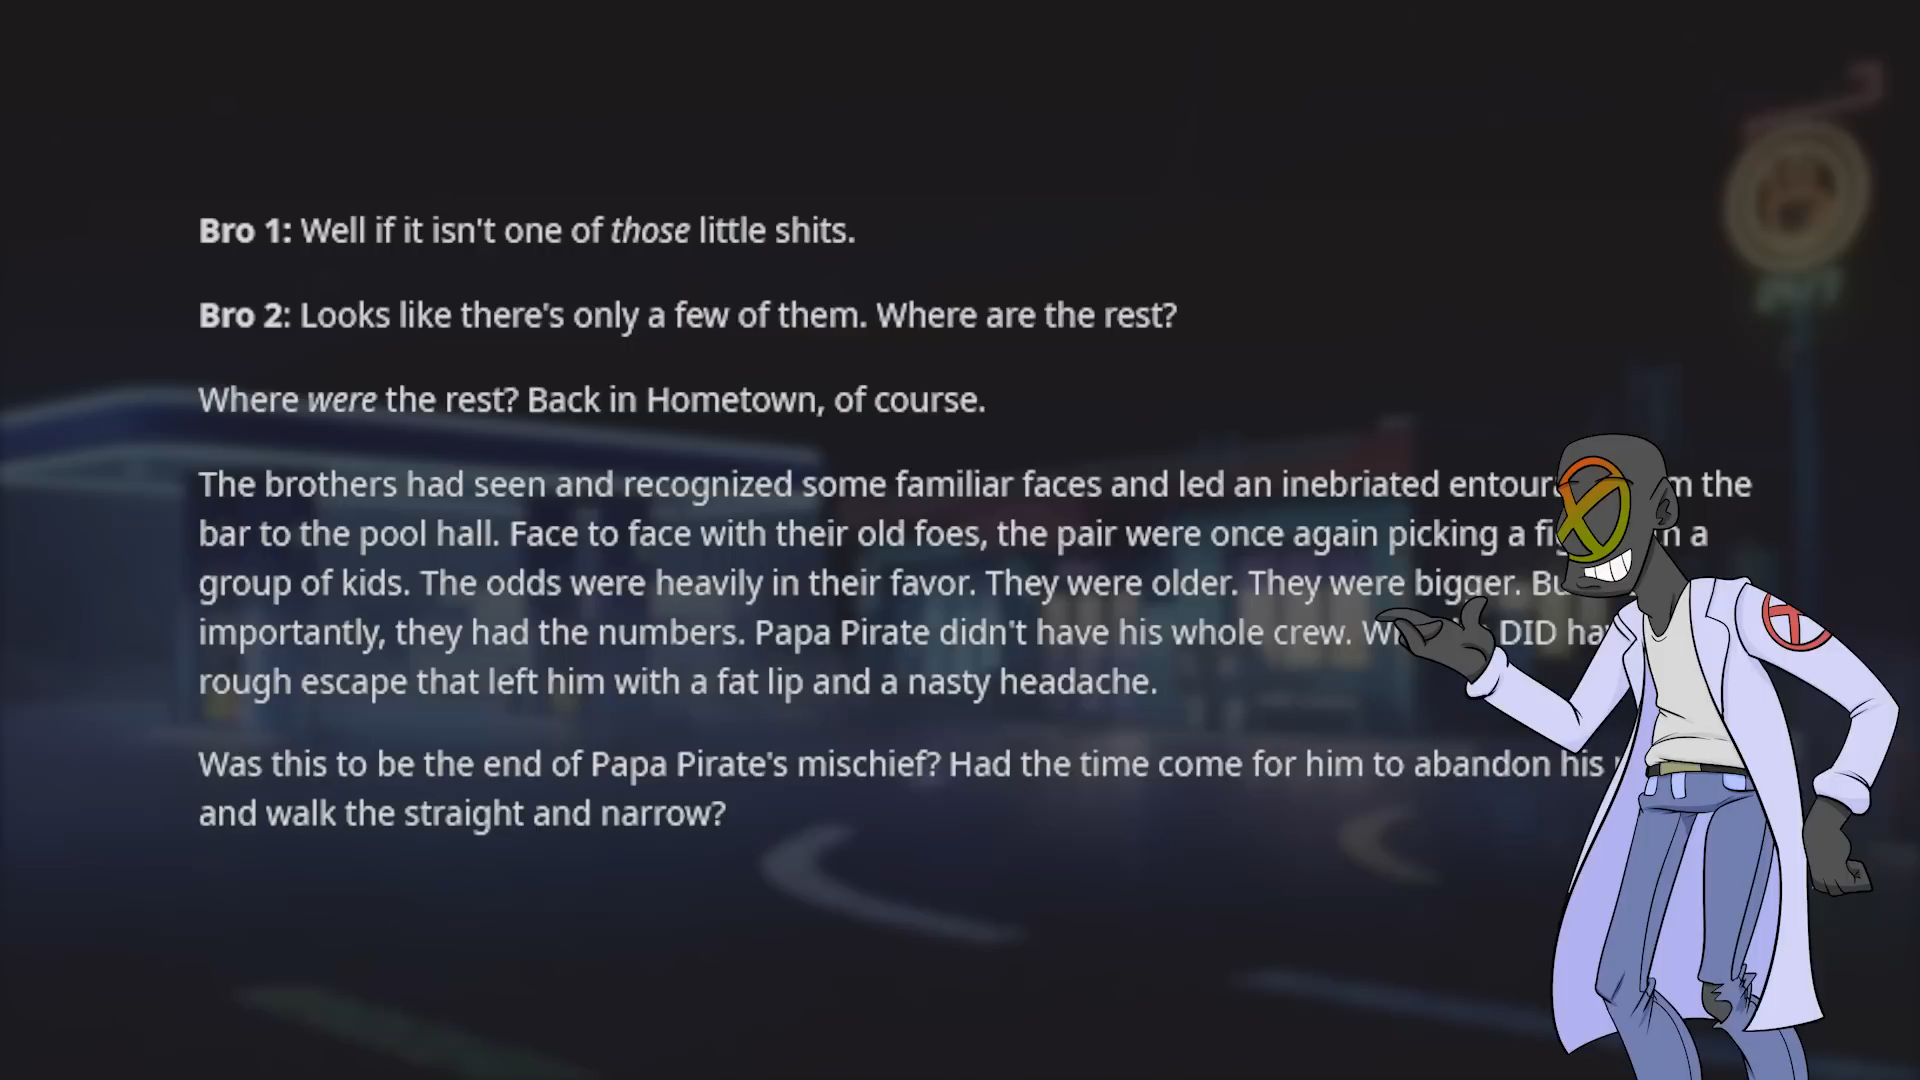 Bro 1: Well if it isn't one of those little shits.
Bro 2: Looks like there's only a few of them. Where are the rest?
Where were the rest? Back in Hometown, of course.
The brothers had seen and recognized some familiar faces and led an inebriated the
bar to the pool hall. Face to face with their old foes, the pair were once again picking a a
group of kids. The odds were heavily in their favor. They were older. They were bigger.
importantly, they had the numbers. Papa Pirate didn't have his whole crew. DID
rough escape that left him with a fat lip and a nasty headache.
Was this to be the end of Papa Pirate's mischief? Had the time come for him to abandon his
and walk the straight and narrow?